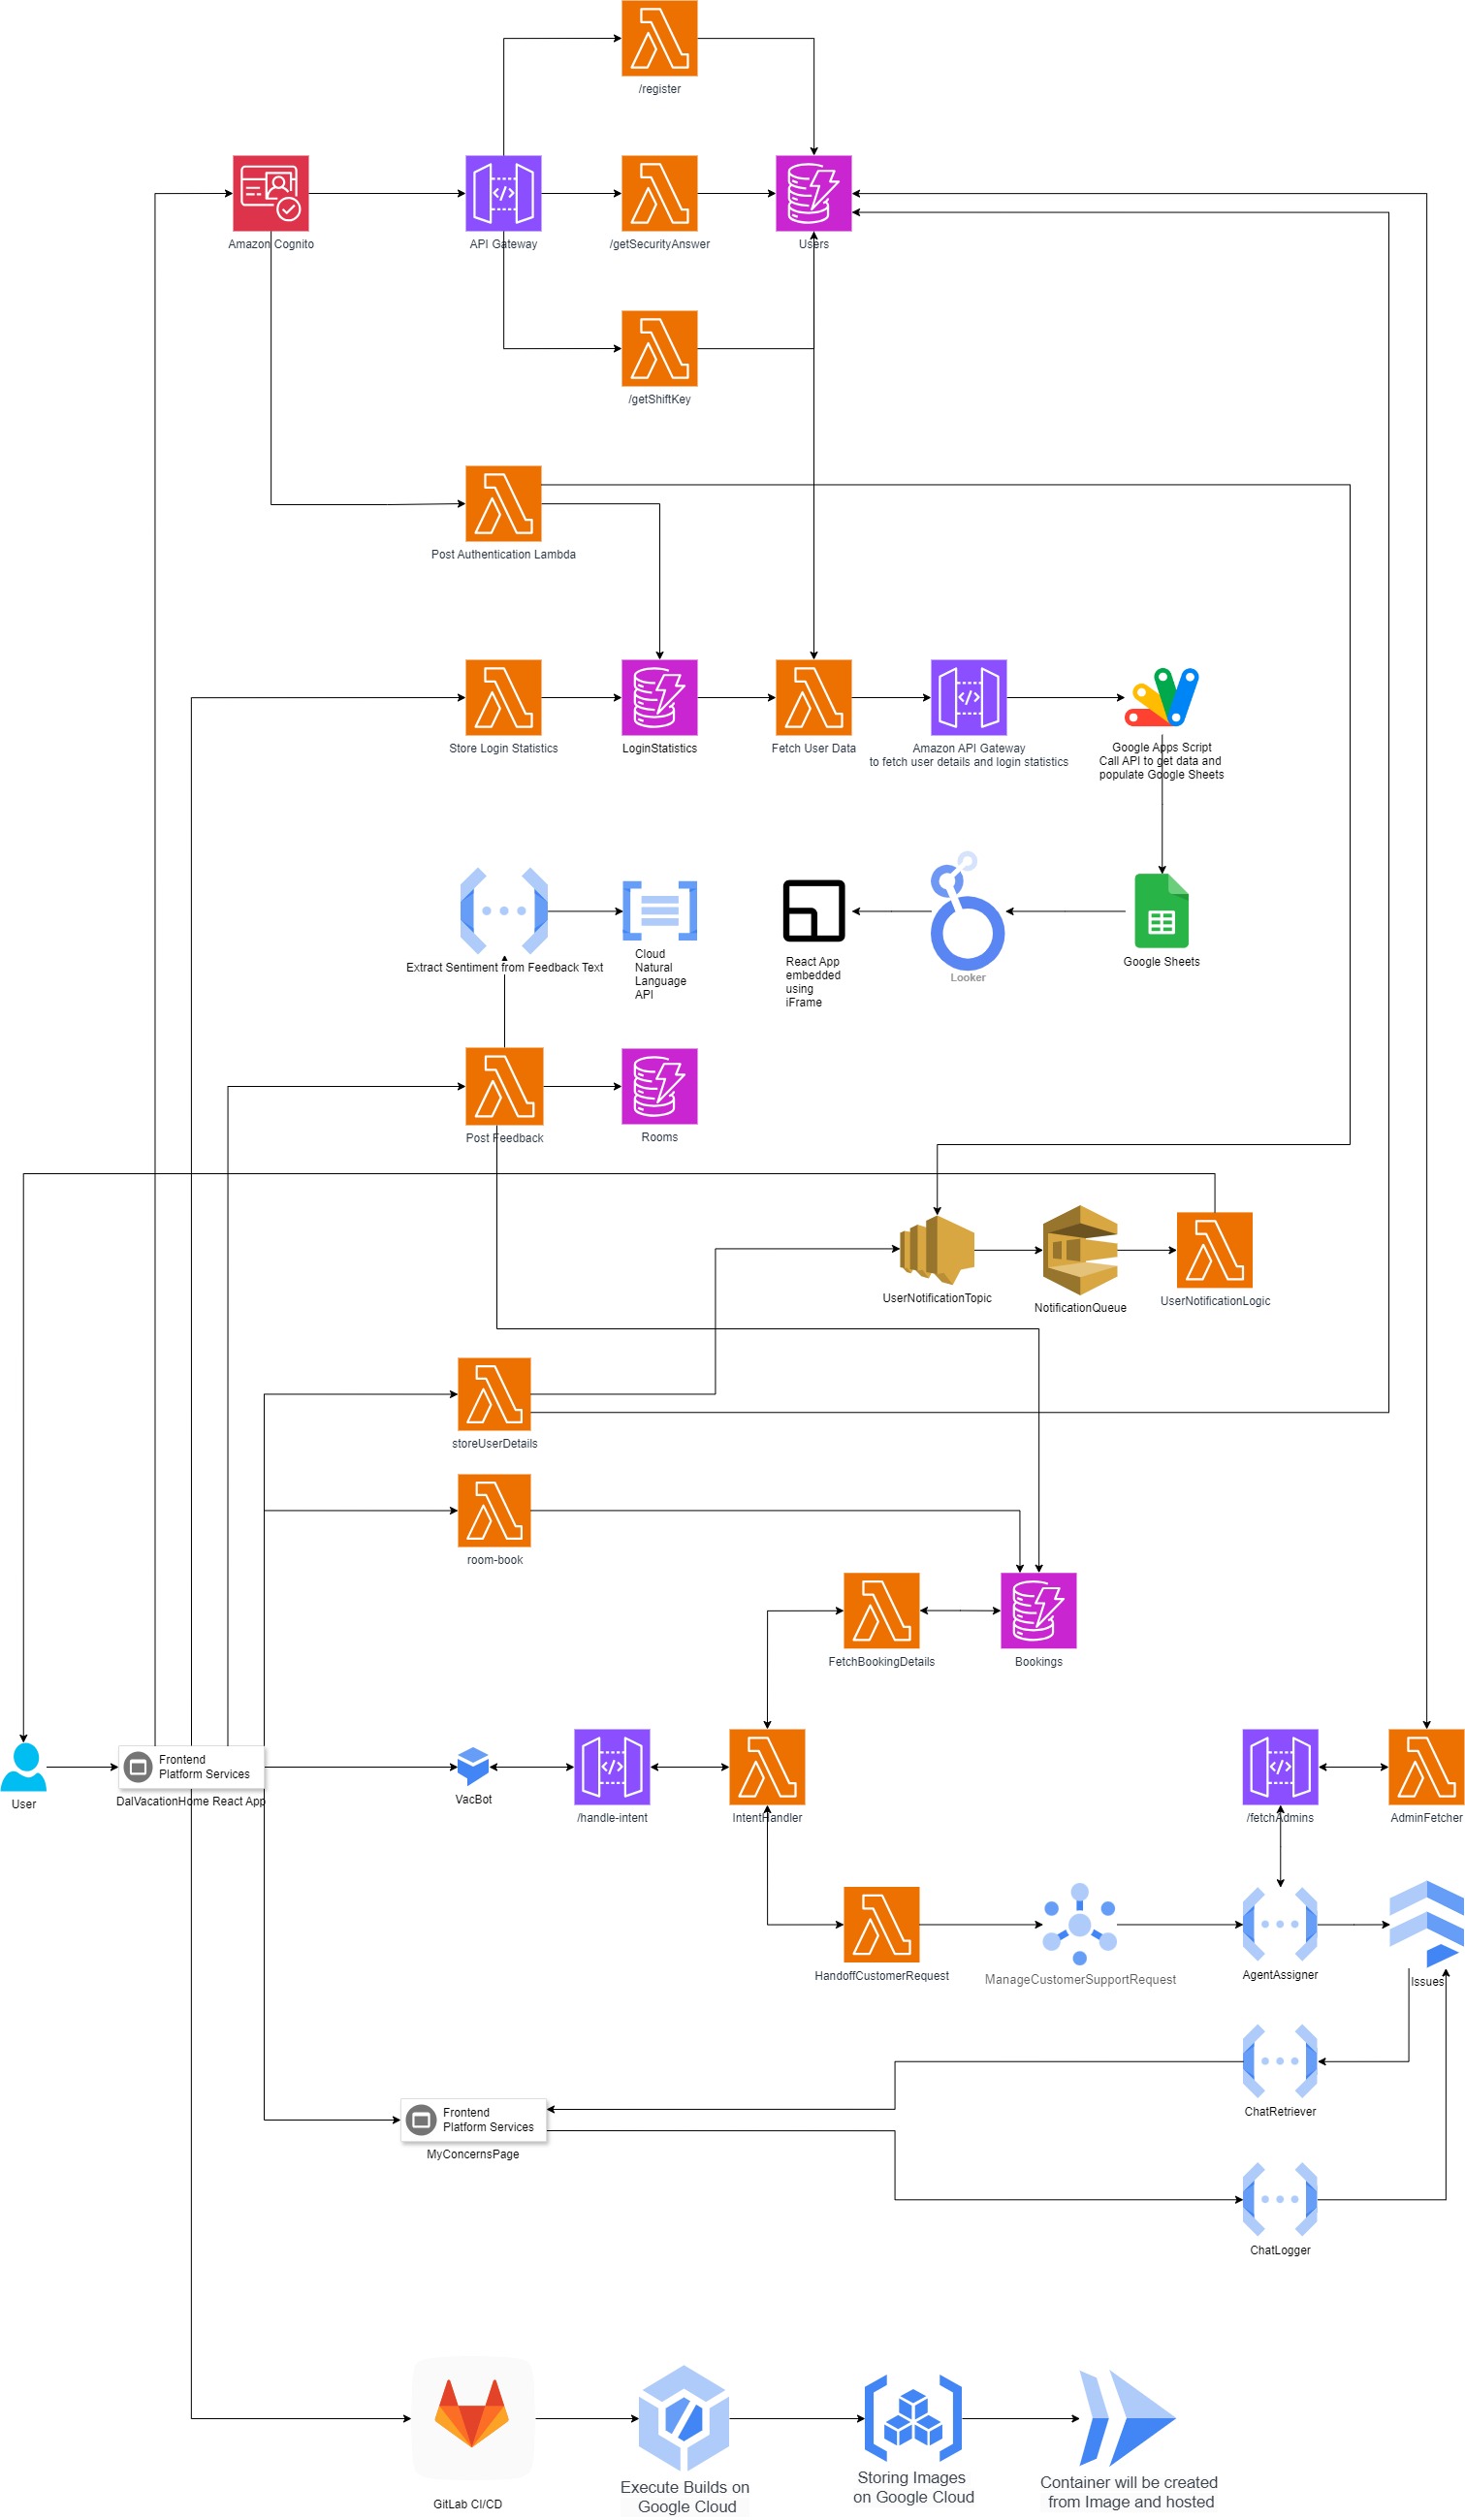 /register
Amazon Cognito
API Gateway
/getSecurityAnswer
Users
/getShiftKey
Post Authentication Lambda
Store Login Statistics
LoginStatistics
Fetch User Data
Amazon API Gateway
to fetch user details and login statistics
Google Apps Script
Call API to get data and
populate Google Sheets
Extract Sentiment from Feedback Text
Cloud
Natural
Language
API
React App
embedded
using
iFrame
Looker
Google Sheets
Post Feedback
Rooms
UserNotificationTopic
NotificationQueue
UserNotificationLogic
storeUserDetails
room-book
FetchBookingDetails
Bookings
User
Frontend
Platform Services
DalVacationHome React App
VacBot
/handle-intent
IntentHandler
/fetchAdmins
AdminFetcher
HandoffCustomerRequest
ManageCustomerSupportRequest
AgentAssigner
Issues
ChatRetriever
Frontend
Platform Services
MyConcernsPage
ChatLogger
GitLab CI/CD
Execute Builds on
Google Cloud
Storing Images
on Google Cloud
Container will be created
from Image and hosted